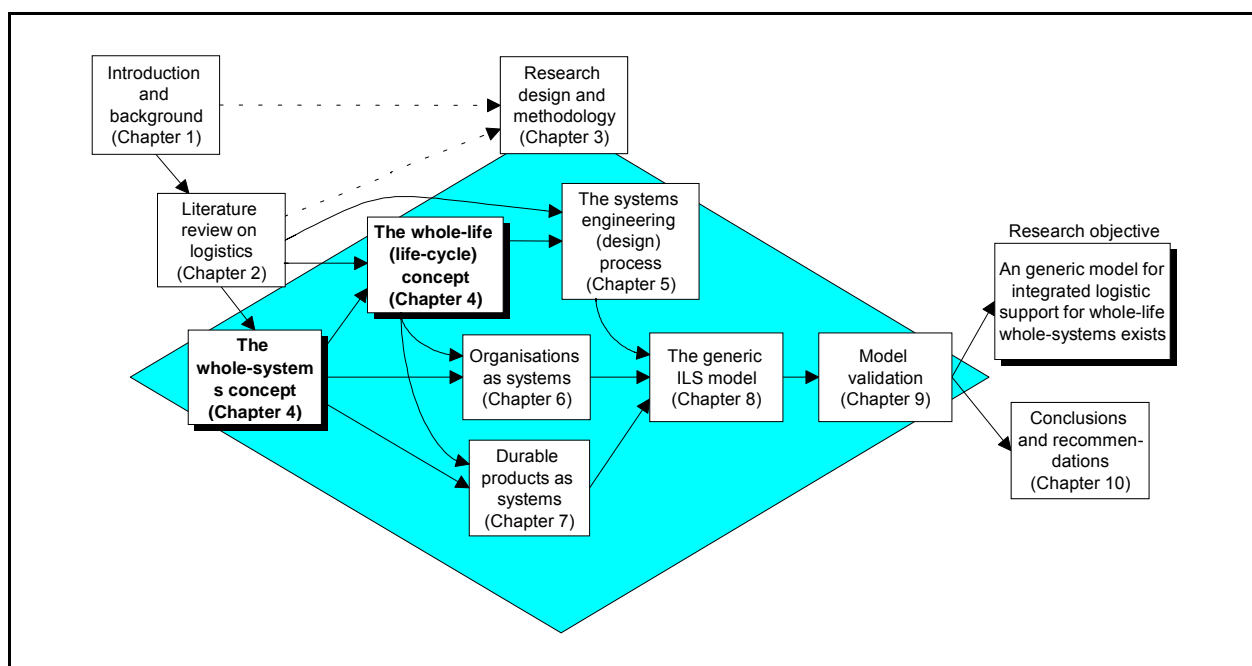 Introduction
and
background
(Chapter 1)
Research
design and
methodology
(Chapter 3)
Literature
review on
logistics
(Chapter 2)
The whole-life
(life-cycle)
concept
(Chapter 4)
The systems
engineering
(design)
process
(Chapter 5)
Research objective
An generic model for
integrated logistic
support for whole-life
whole-systems exists
The
whole-system
s concept
(Chapter 4)
Organisations
as systems
(Chapter 6)
The generic
ILS model
(Chapter 8)
Model
validation
(Chapter 9)
Conclusions
and recommen-
dations
(Chapter 10)
Durable
products as
systems
(Chapter 7)